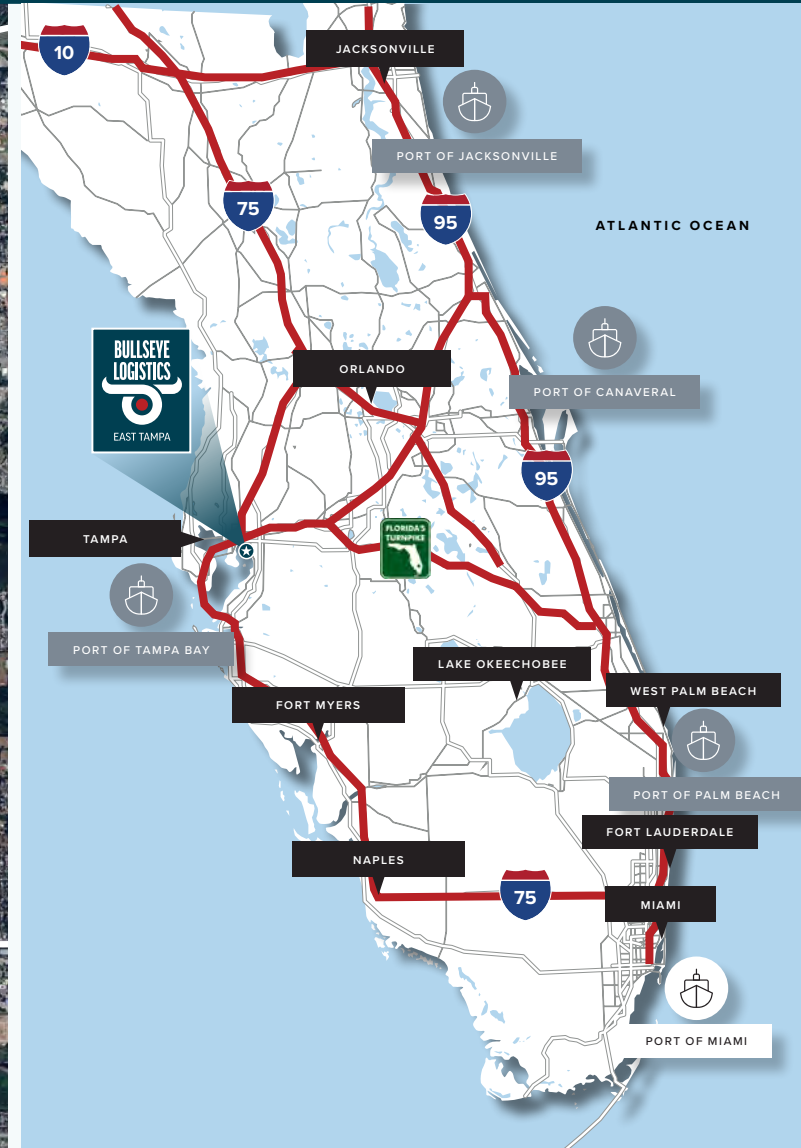 10
JACKSONVILLE
PORT OF JACKSONVILLE
75
95
ATLANTIC OCEAN
BULLSEYE
LOGISTICS
EAST TAMPA
ORLANDO
PORT OF CANAVERAL
95
TAMPA
FLORIDA'S
TURNPIKE
PORT OF TAMPA BAY
LAKE OKEECHOBEE
WEST PALM BEACH
FORT MYERS
PORT OF PALM BEACH
FORT LAUDERDALE
NAPLES
75
MIAMI
PORT OF MIAMI